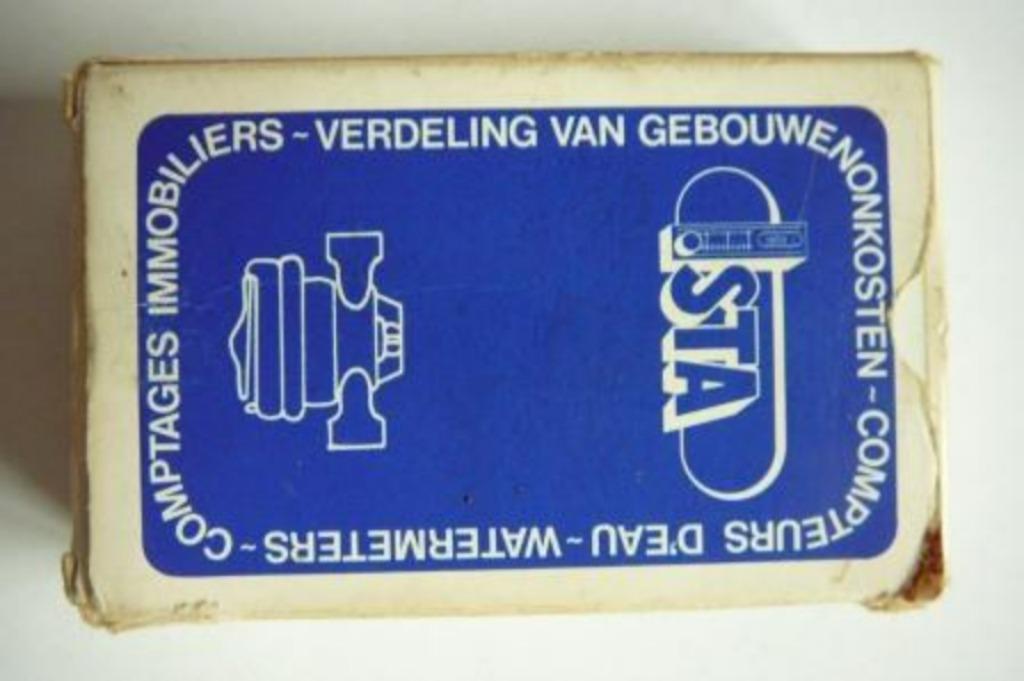 ISTA
COMPTAGES IMMOBILIERS ~ VERDELING VAN GEBOUWENONKOSTEN ~ COMPTEURS D'EAU ~ WATERMETERS ~